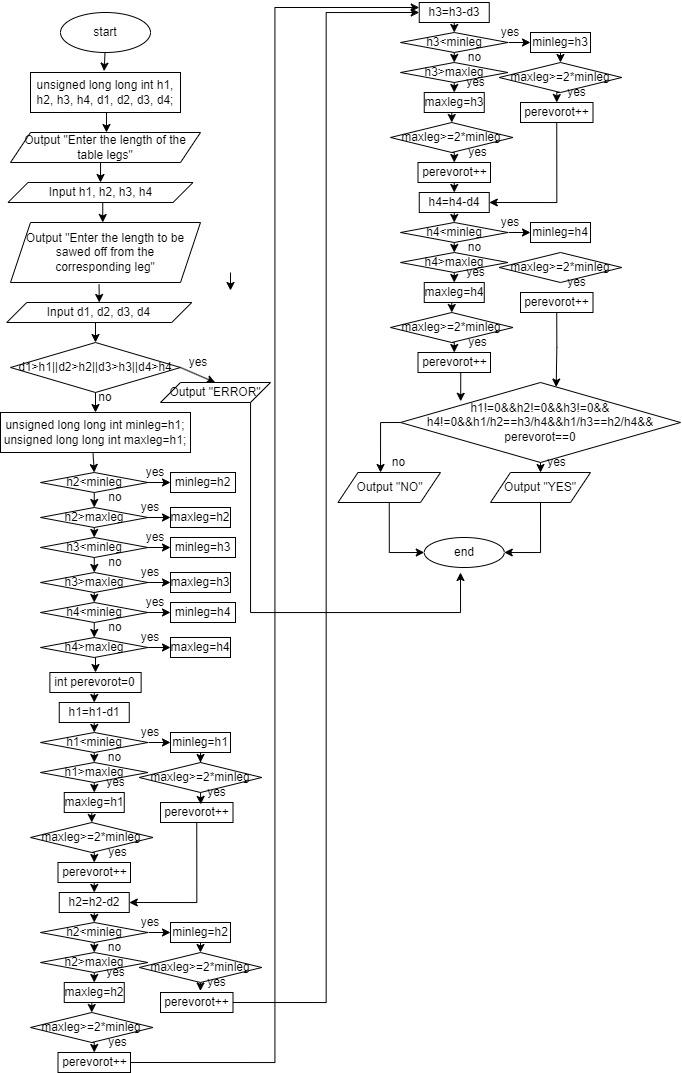 start
unsigned long long int h1,
h2, h3, h4, d1, d2, d3, d4;
Output "Enter the length of the
table legs"
Input h1, h2, h3, h4
Output "Enter the length to be
sawed off from the
corresponding leg"
Input d1, d2, d3, d4
d1>h1||d2>h2||d3>h3||d4>h4
yes
Output "ERROR"
no
unsigned long long int minleg=h1;
unsigned long long int maxleg=h1;
h2<minleg
yes
minleg=h2
no
h2>maxleg
yes
maxleg=h2
h3<minleg
yes
minleg=h3
no
h3>maxleg
yes
maxleg=h3
h4<minleg
yes
minleg=h4
no
h4>maxleg
yes
maxleg=h4
int perevorot=0
h1=h1-d1
h1<minleg
yes
minleg=h1
no
h1>maxleg
maxleg>=2*minleg
yes
yes
maxleg=h1
perevorot++
maxleg>=2*minleg
yes
perevorot++
h2=h2-d2
h2<minleg
yes
minleg=h2
no
h2>maxleg
maxleg>=2*minleg
yes
yes
maxleg=h2
perevorot++
maxleg>=2*minleg
yes
perevorot++
h3=h3-d3
h3<minleg
yes
minleg=h3
no
h3>maxleg
maxleg>=2*minleg
yes
yes
maxleg=h3
perevorot++
maxleg>=2*minleg
yes
perevorot++
h4=h4-d4
h4<minleg
yes
minleg=h4
no
h4>maxleg
maxleg>=2*minleg
yes
yes
maxleg=h4
perevorot++
maxleg>=2*minleg
yes
perevorot++
h1!=0&&h2!=0&&h3!=0&&
h4!=0&&h1/h2==h3/h4&&h1/h3==h2/h4&&
perevorot==0
no
yes
Output "NO"
Output "YES"
end